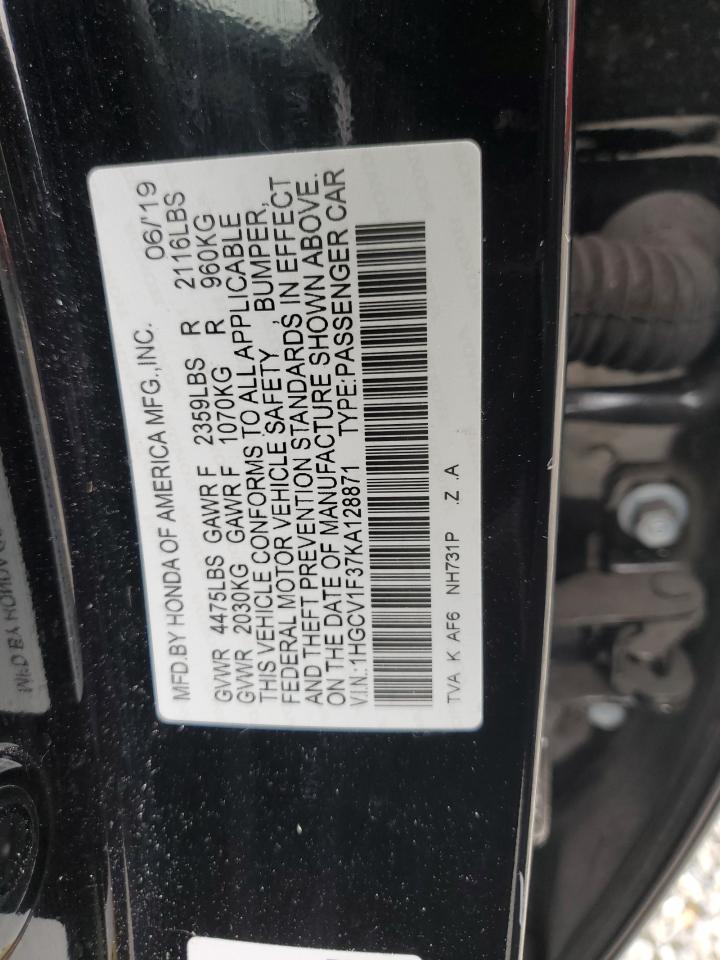 MFD.BY HONDA OF AMERICA MFG.,INC. 06/'19
GVWR 4475LBS GAWR F 2359LBS R 2116LBS
GVWR 2030KG GAWR F 1070KG R 960KG
THIS VEHICLE CONFORMS TO ALL APPLICABLE
FEDERAL MOTOR VEHICLE SAFETY , BUMPER,
AND THEFT PREVENTION STANDARDS IN EFFECT
ON THE DATE OF MANUFACTURE SHOWN ABOVE.
V.I.N.:1HGCV1F37KA128871 TYPE:PASSENGER CAR
TVA K AF6 NH731P .Z .A